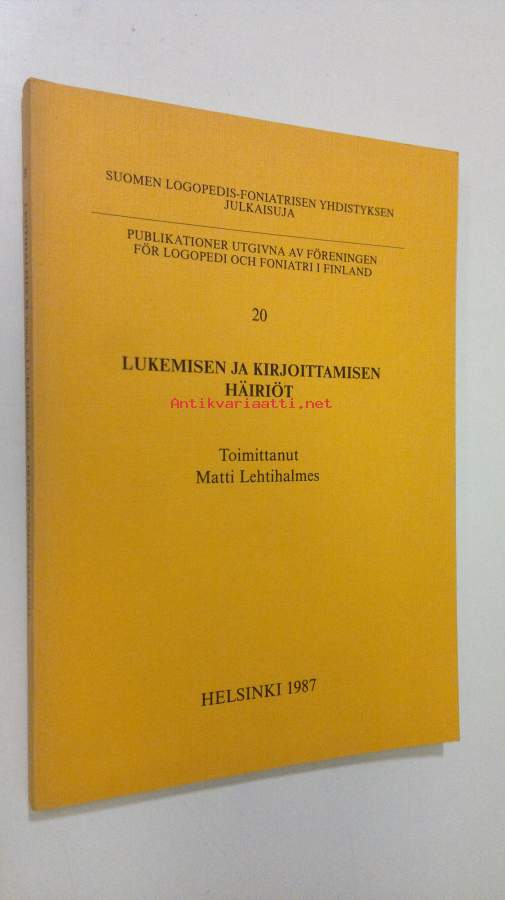 SUOMEN LOGOPEDIS-FONIATRISEN YHDISTYKSEN
JULKAISUJA
PUBLIKATIONER UTGIVNA AV FÖRENINGEN
FÖR LOGOPEDI OCH FONIATRI I FINLAND
20
LUKEMISEN JA KIRJOITTAMISEN
HÄIRIÖT
Antikvariaatti.net
Toimittanut
Matti Lehtihalmes
HELSINKI 1987